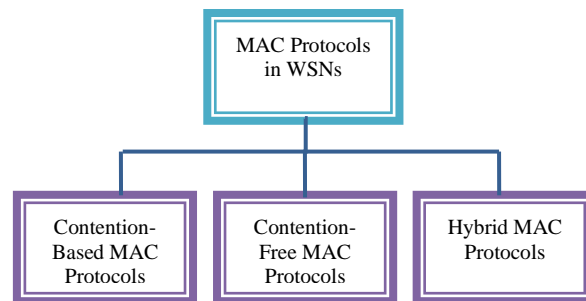 MAC Protocols
in WSNs
Contention-
Based MAC
Protocols
Contention-
Free MAC
Protocols
Hybrid MAC
Protocols